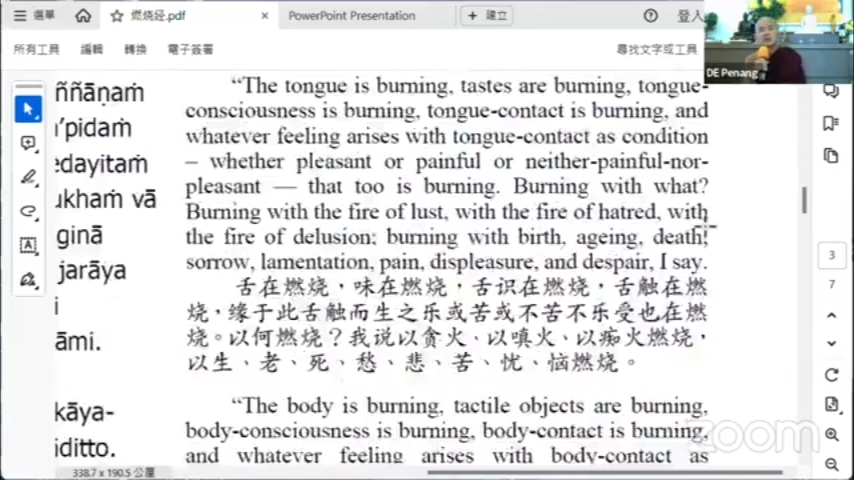 選單
燃烧经.pdf
PowerPoint Presentation
建立
登入
所有工具
編輯
轉換
電子簽署
尋找文字或工具
DE Penang
ññāṇaṁ
'pidaṁ
edayitaṁ
ukhaṁ vā
ginā
jarāya
i
āmi.
kāya-
ditto.
“The tongue is burning, tastes are burning, tongue-
consciousness is burning, tongue-contact is burning, and
whatever feeling arises with tongue-contact as condition
– whether pleasant or painful or neither-painful-nor-
pleasant — that too is burning. Burning with what?
Burning with the fire of lust, with the fire of hatred, with
the fire of delusion; burning with birth, ageing, death;
sorrow, lamentation, pain, displeasure, and despair, I say.
舌在燃烧，味在燃烧，舌识在燃烧，舌触在燃
烧，缘于此舌触而生之乐或苦或不苦不乐受也在燃
烧。以何燃烧？我说以贪火、以嗔火、以痴火燃烧，
以生、老、死、愁、悲、苦、忧、恼燃烧。
“The body is burning, tactile objects are burning,
body-consciousness is burning, body-contact is burning,
and whatever feeling arises with body-contact as
3
7
zoom
338.7 x 190.5 公釐